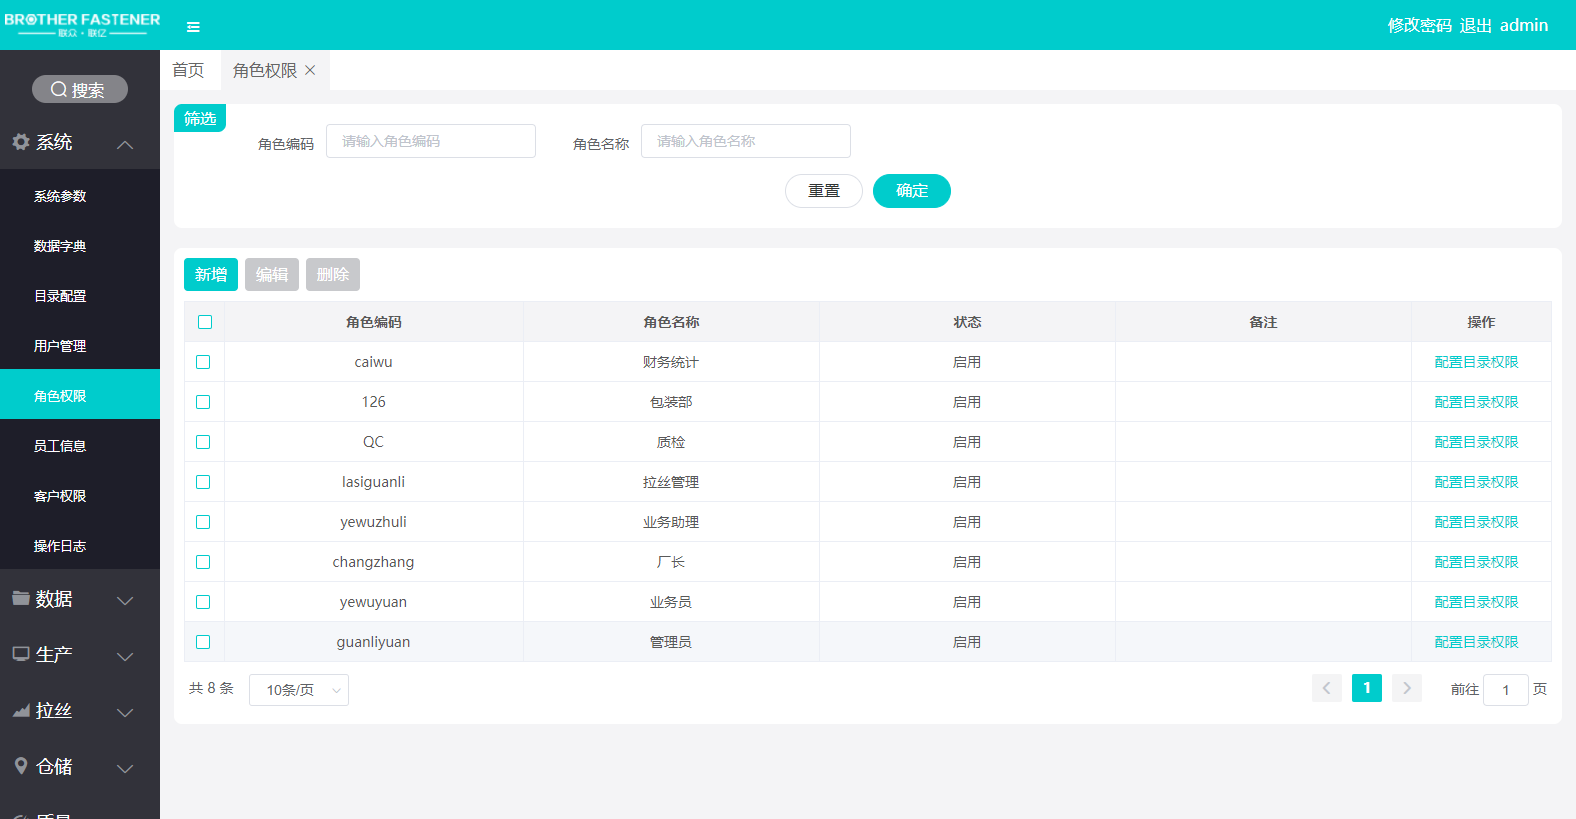 BROTHER FASTENER
联众·联亿
修改密码 退出 admin
搜索
系统
系统参数
数据字典
目录配置
用户管理
角色权限
员工信息
客户权限
操作日志
数据
生产
拉丝
仓储
首页 角色权限
筛选
角色编码 请输入角色编码 角色名称 请输入角色名称
重置 确定
新增 编辑 删除
角色编码 角色名称 状态 备注 操作
caiwu 财务统计 启用 配置目录权限
126 包装部 启用 配置目录权限
QC 质检 启用 配置目录权限
lasiguanli 拉丝管理 启用 配置目录权限
yewuzhuli 业务助理 启用 配置目录权限
changzhang 厂长 启用 配置目录权限
yewuyuan 业务员 启用 配置目录权限
guanliyuan 管理员 启用 配置目录权限
共 8 条 10条/页 1 前往 1 页